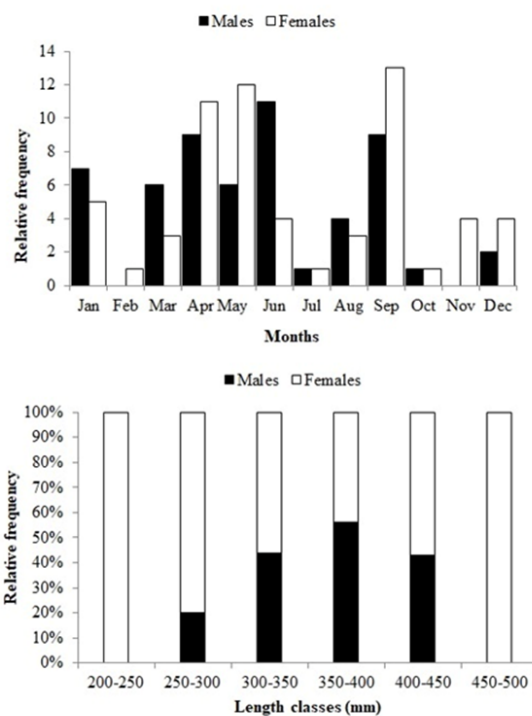 Males Females
14
12
10
8
6
4
2
0
Relative frequency
Jan Feb Mar Apr May Jun Jul Aug Sep Oct Nov Dec
Months
Males Females
100%
90%
80%
70%
60%
50%
40%
30%
20%
10%
0%
Relative frequency
200-250 250-300 300-350 350-400 400-450 450-500
Length classes (mm)